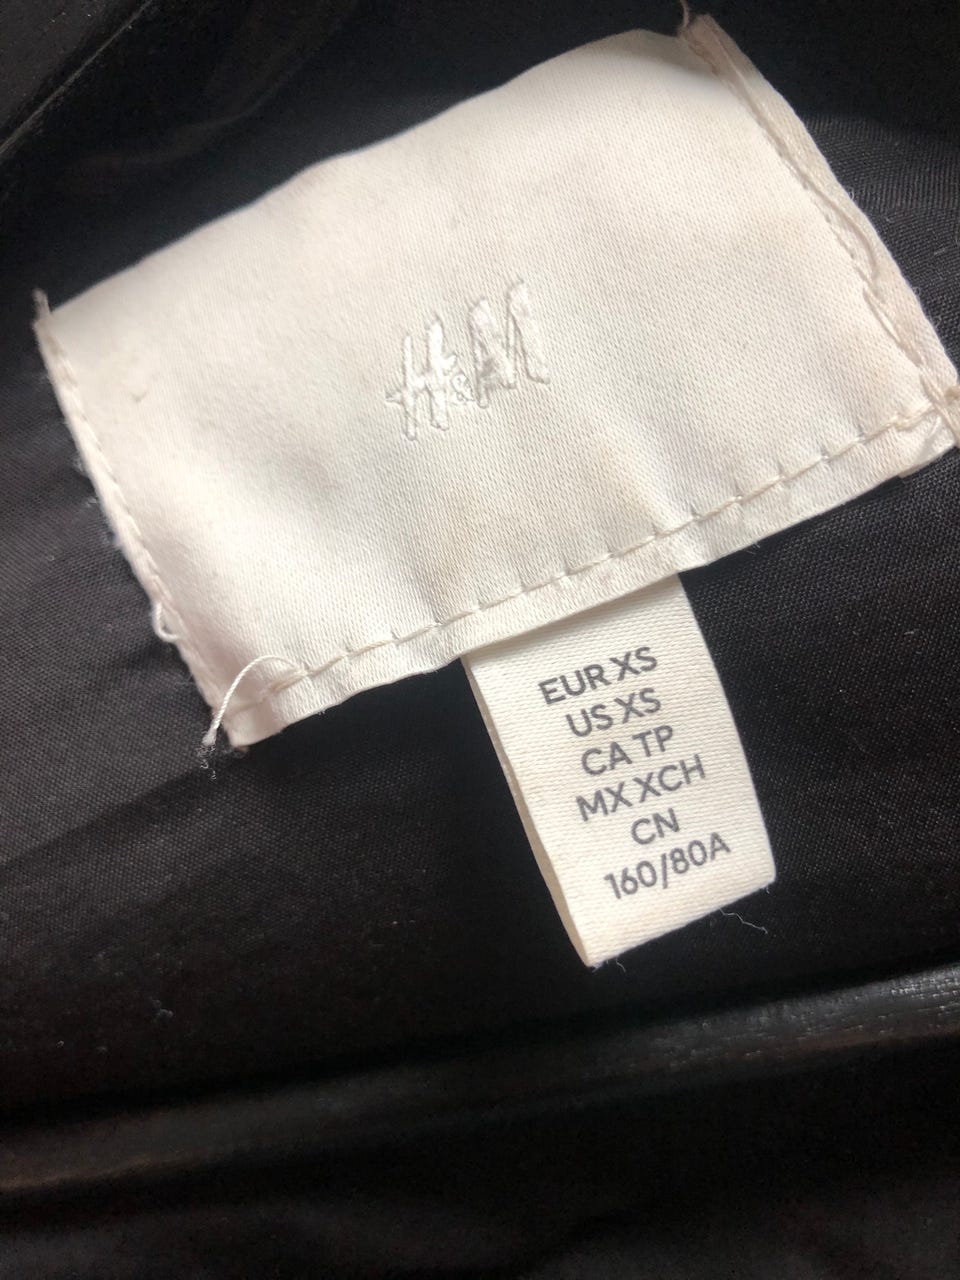 H&M
EUR XS
US XS
CA TP
MX XCH
CN
160/80A